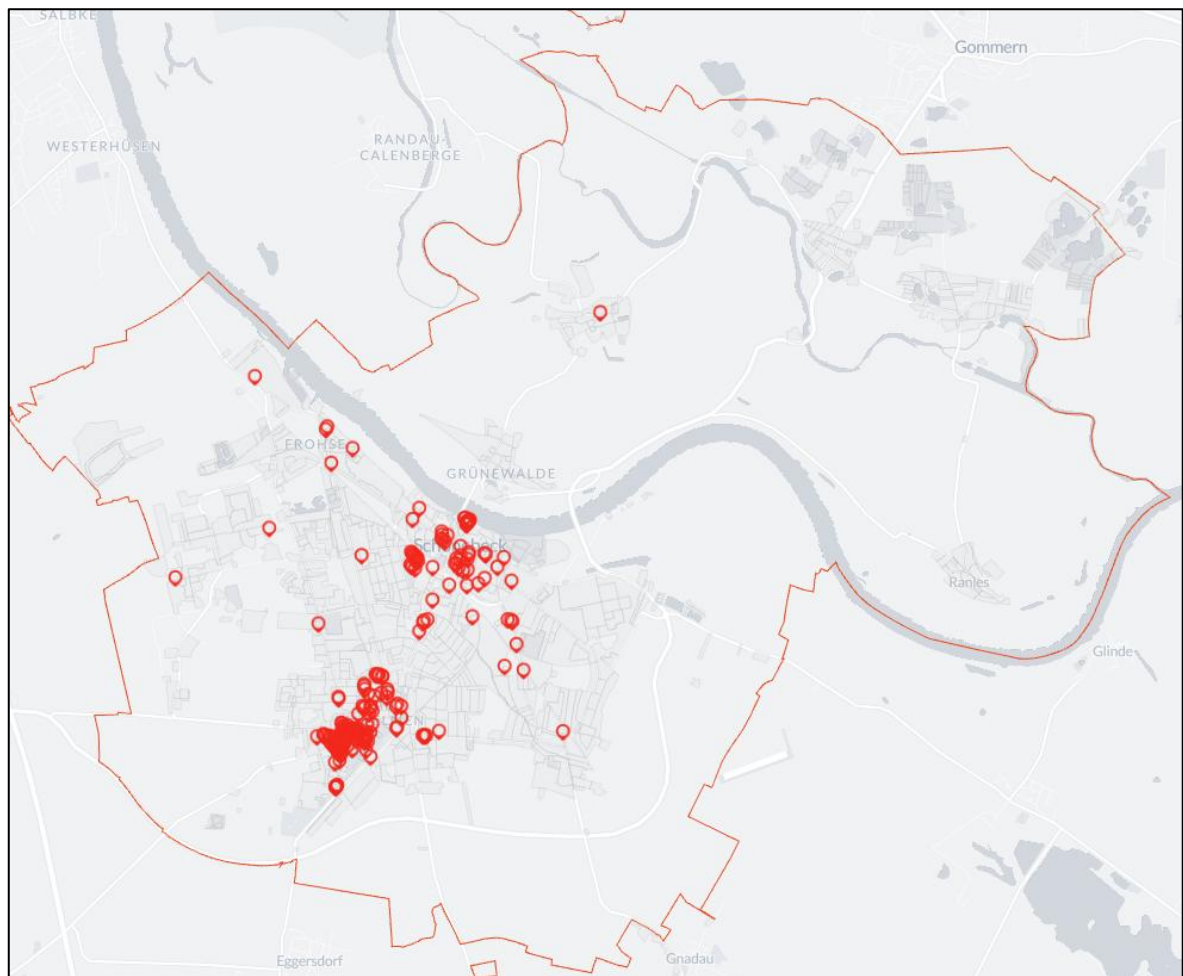 SALBKE
Gommern
WESTERHÜSEN
RANDAU-
CALENBERGE
FROHSE
GRÜNEWALDE
Ranies
Glinde
Eggersdorf
Gnadau